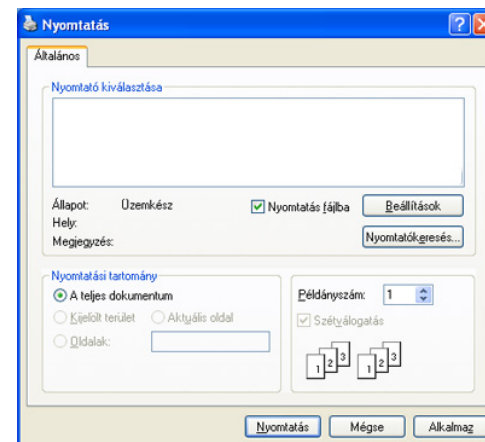 Nyomtatás
Általános
Nyomtató kiválasztása
Állapot: Üzemkész
Nyomtatás fájlba
Beállítások
Hely:
Megjegyzés:
Nyomtatókeresés...
Nyomtatási tartomány
A teljes dokumentum
Kijelölt terület Aktuális oldal
Oldalak:
Példányszám: 1
Szétválogatás
1 2 3 1 2 3
Nyomtatás Mégse Alkalmaz